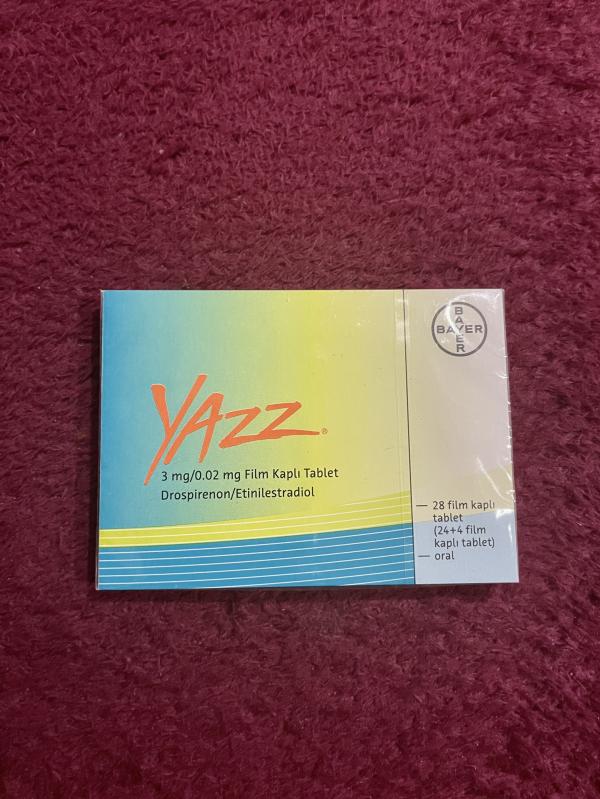 YAZZ®
3 mg/0.02 mg Film Kaplı Tablet
Drospirenon/Etinilestradiol
BAYER
BAYER
28 film kaplı
tablet
(24+4 film
kaplı tablet)
oral